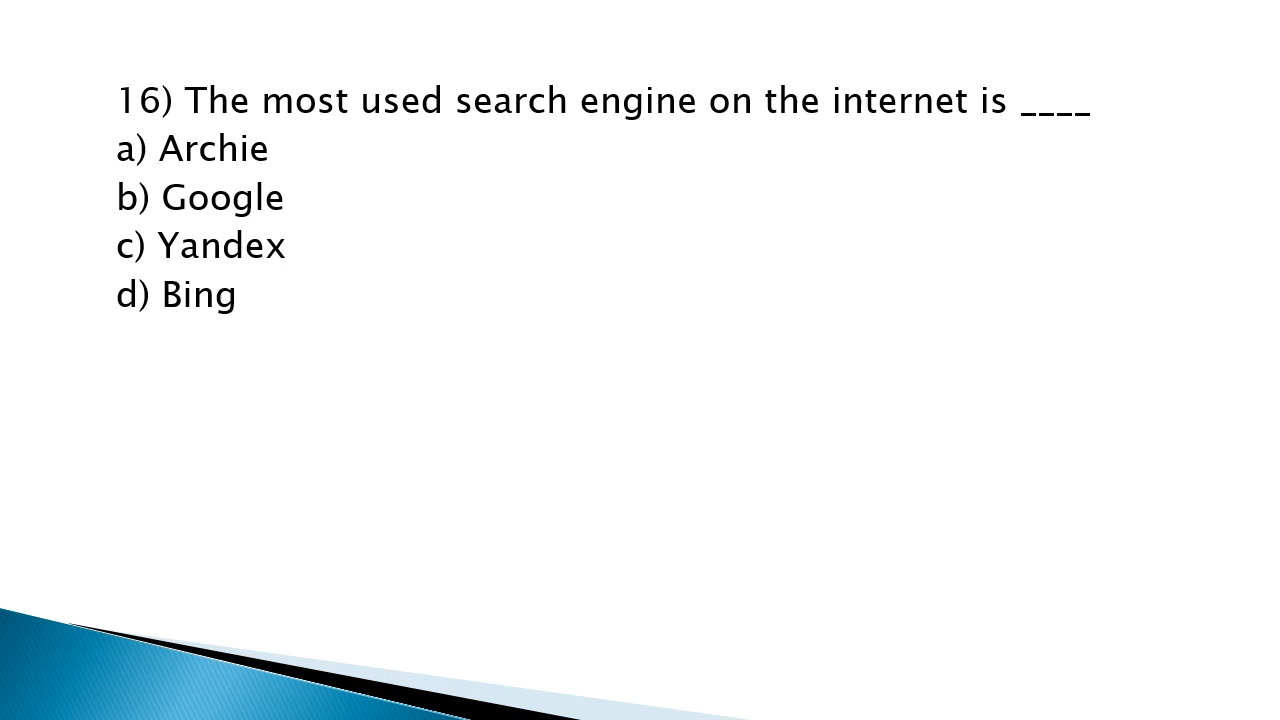 16) The most used search engine on the internet is ____
a) Archie
b) Google
c) Yandex
d) Bing